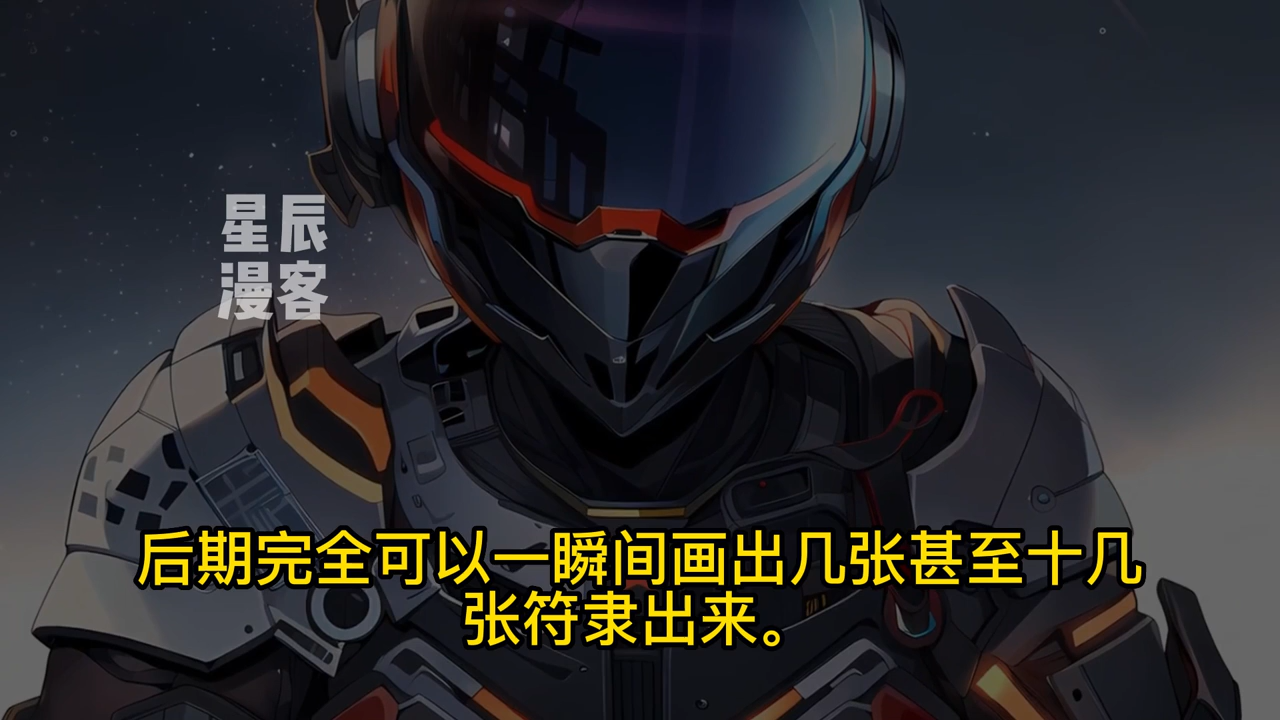 星辰
漫客
后期完全可以一瞬间画出几张甚至十几
张符隶出来。